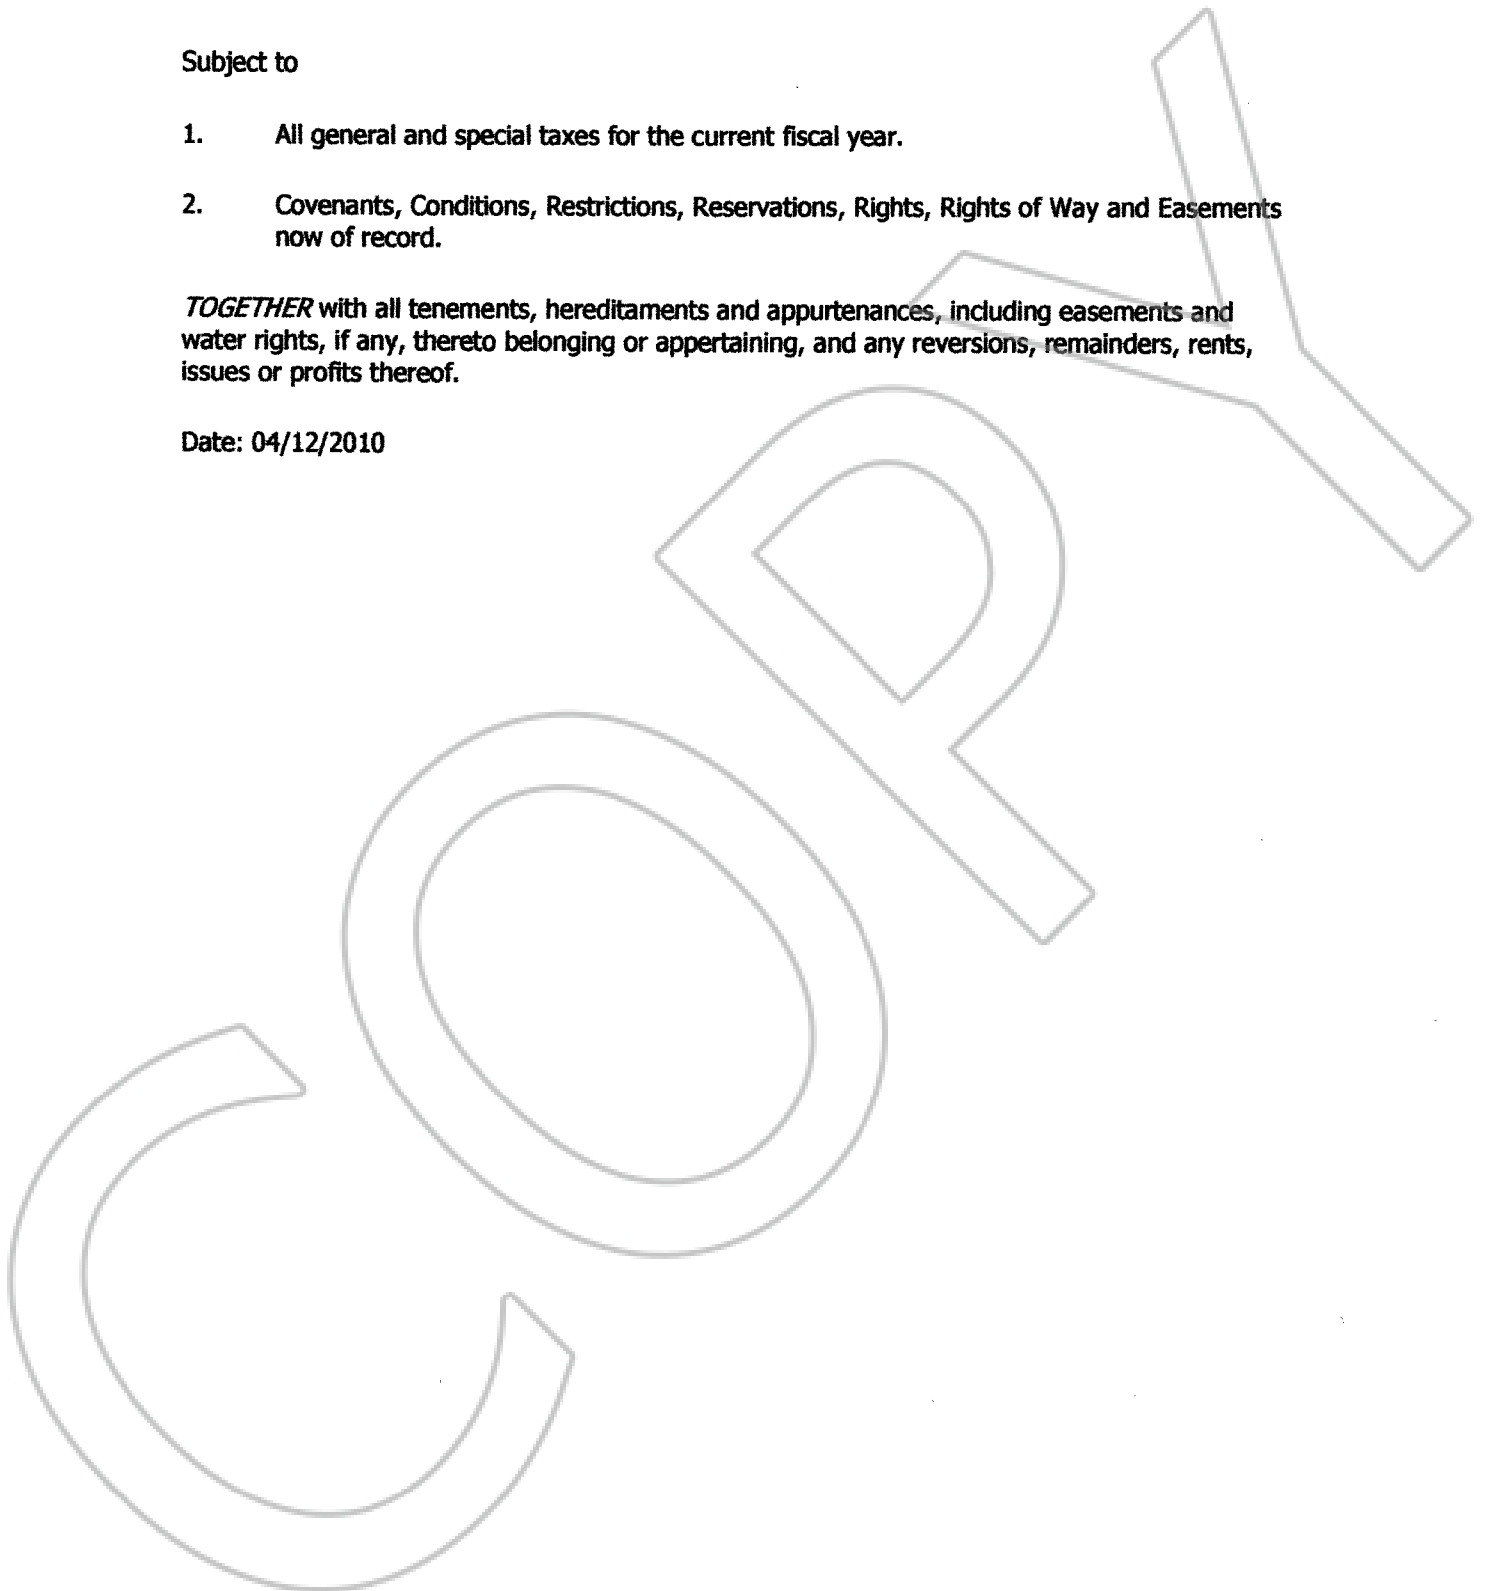 Subject to
1. All general and special taxes for the current fiscal year.
2. Covenants, Conditions, Restrictions, Reservations, Rights, Rights of Way and Easements
now of record.
TOGETHER with all tenements, hereditaments and appurtenances, including easements and
water rights, if any, thereto belonging or appertaining, and any reversions, remainders, rents,
issues or profits thereof.
Date: 04/12/2010
COPY